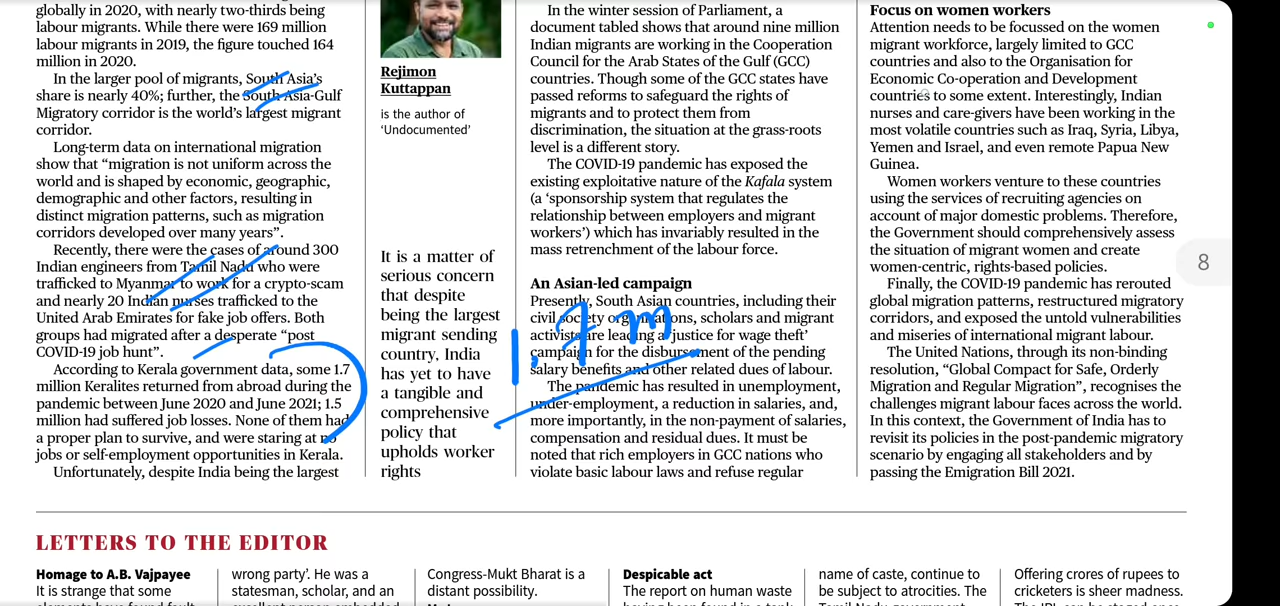 globally in 2020, with nearly two-thirds being
labour migrants. While there were 169 million
labour migrants in 2019, the figure touched 164
million in 2020.
In the larger pool of migrants, South Asia's
share is nearly 40%; further, the South Asia-Gulf
Migratory corridor is the world's largest migrant
corridor.
Long-term data on international migration
show that “migration is not uniform across the
world and is shaped by economic, geographic,
demographic and other factors, resulting in
distinct migration patterns, such as migration
corridors developed over many years”.
Recently, there were the cases of around 300
Indian engineers from Tamil Nadu who were
trafficked to Myanmar to work for a crypto-scam
and nearly 20 Indian nurses trafficked to the
United Arab Emirates for fake job offers. Both
groups had migrated after a desperate “post
COVID-19 job hunt”.
According to Kerala government data, some 1.7
million Keralites returned from abroad during the
pandemic between June 2020 and June 2021; 1.5
million had suffered job losses. None of them had
a proper plan to survive, and were staring at no
jobs or self-employment opportunities in Kerala.
Unfortunately, despite India being the largest
Rejimon
Kuttappan
is the author of
‘Undocumented’
It is a matter of
serious concern
that despite
being the largest
migrant sending
country, India
has yet to have
a tangible and
comprehensive
policy that
upholds worker
rights
In the winter session of Parliament, a
document tabled shows that around nine million
Indian migrants are working in the Cooperation
Council for the Arab States of the Gulf (GCC)
countries. Though some of the GCC states have
passed reforms to safeguard the rights of
migrants and to protect them from
discrimination, the situation at the grass-roots
level is a different story.
The COVID-19 pandemic has exposed the
existing exploitative nature of the Kafala system
(a ‘sponsorship system that regulates the
relationship between employers and migrant
workers’) which has invariably resulted in the
mass retrenchment of the labour force.
An Asian-led campaign
Presently, South Asian countries, including their
civil society organisations, scholars and migrant
activists are leading a ‘justice for wage theft’
campaign for the disbursement of the pending
salary benefits and other related dues of labour.
The pandemic has resulted in unemployment,
under-employment, a reduction in salaries, and,
more importantly, in the non-payment of salaries,
compensation and residual dues. It must be
noted that rich employers in GCC nations who
violate basic labour laws and refuse regular
1.7 m
Focus on women workers
Attention needs to be focussed on the women
migrant workforce, largely limited to GCC
countries and also to the Organisation for
Economic Co-operation and Development
countries to some extent. Interestingly, Indian
nurses and care-givers have been working in the
most volatile countries such as Iraq, Syria, Libya,
Yemen and Israel, and even remote Papua New
Guinea.
Women workers venture to these countries
using the services of recruiting agencies on
account of major domestic problems. Therefore,
the Government should comprehensively assess
the situation of migrant women and create
women-centric, rights-based policies.
Finally, the COVID-19 pandemic has rerouted
global migration patterns, restructured migratory
corridors, and exposed the untold vulnerabilities
and miseries of international migrant labour.
The United Nations, through its non-binding
resolution, “Global Compact for Safe, Orderly
Migration and Regular Migration”, recognises the
challenges migrant labour faces across the world.
In this context, the Government of India has to
revisit its policies in the post-pandemic migratory
scenario by engaging all stakeholders and by
passing the Emigration Bill 2021.
8
LETTERS TO THE EDITOR
Homage to A.B. Vajpayee
It is strange that some
wrong party’. He was a
statesman, scholar, and an
Congress-Mukt Bharat is a
distant possibility.
Despicable act
The report on human waste
name of caste, continue to
be subject to atrocities. The
Offering crores of rupees to
cricketers is sheer madness.